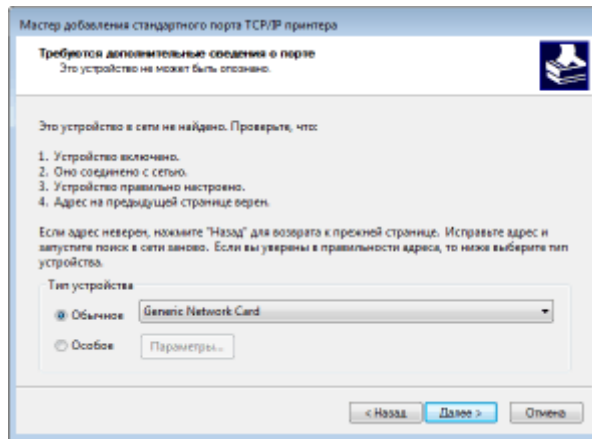 Мастер добавления стандартного порта TCP/IP принтера
Требуются дополнительные сведения о порте
Это устройство не может быть опознано.
Это устройство в сети не найдено. Проверьте, что:
1. Устройство включено.
2. Оно соединено с сетью.
3. Устройство правильно настроено.
4. Адрес на предыдущей странице верен.
Если адрес неверен, нажмите "Назад" для возврата к прежней странице. Исправьте адрес и
запустите поиск в сети заново. Если вы уверены в правильности адреса, то ниже выберите тип
устройства.
Тип устройства
Обычное Generic Network Card
Особое Параметры...
< Назад Далее > Отмена